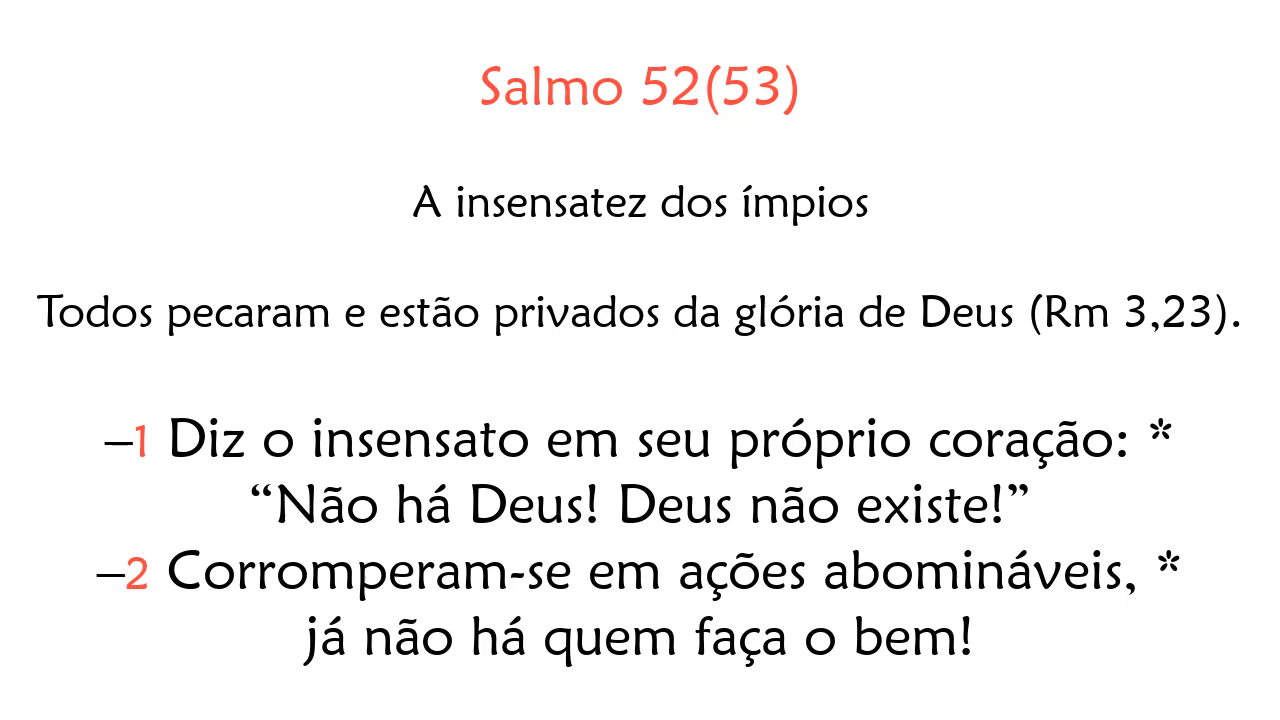 Salmo 52(53)
A insensatez dos ímpios
Todos pecaram e estão privados da glória de Deus (Rm 3,23).
–1 Diz o insensato em seu próprio coração: *
“Não há Deus! Deus não existe!”
–2 Corromperam-se em ações abomináveis, *
já não há quem faça o bem!